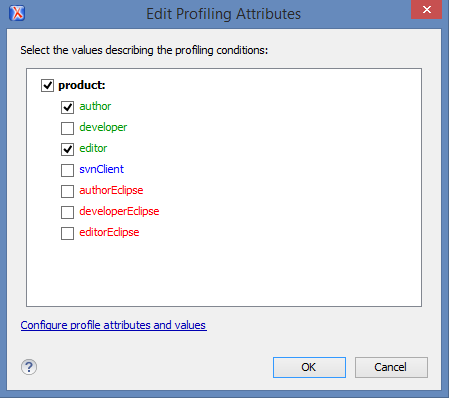 Edit Profiling Attributes
Select the values describing the profiling conditions:
product:
author
developer
editor
svnClient
authorEclipse
developerEclipse
editorEclipse
Configure profile attributes and values
?
OK
Cancel